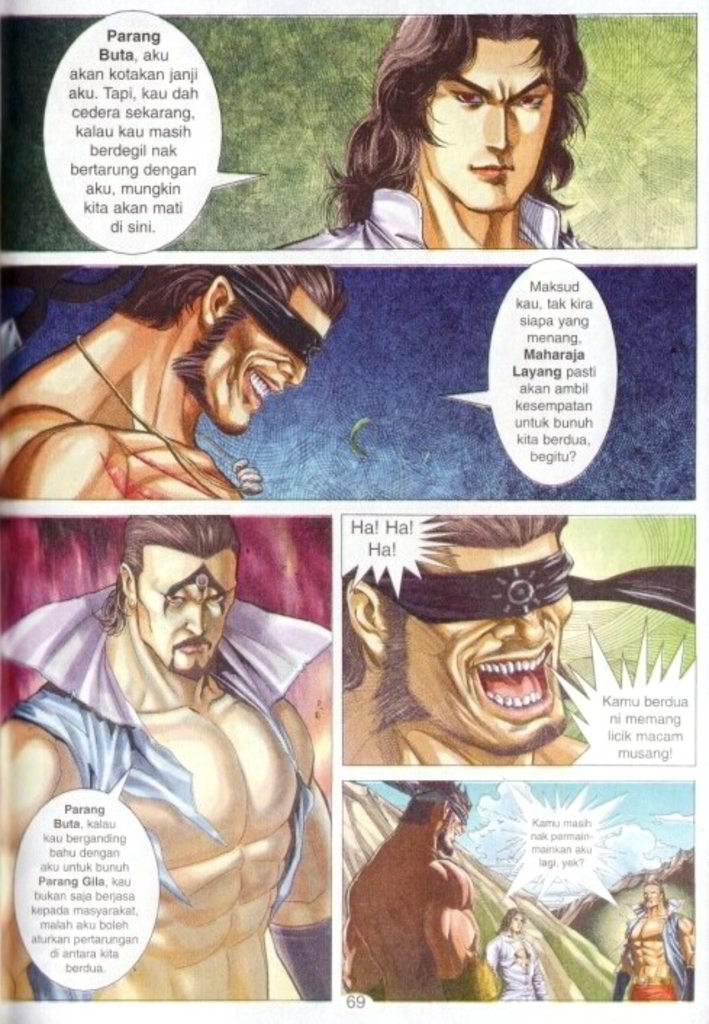 Parang
Buta, aku
akan kotakan janji
aku. Tapi, kau dah
cedera sekarang,
kalau kau masih
berdegil nak
bertarung dengan
aku, mungkin
kita akan mati
di sini.
Maksud
kau, tak kira
siapa yang
menang,
Maharaja
Layang pasti
akan ambil
kesempatan
untuk bunuh
kita berdua,
begitu?
Parang
Buta, kalau
kau berganding
bahu dengan
aku untuk bunuh
Parang Gila, kau
bukan saja berjasa
kepada masyarakat,
malah aku boleh
aturkan pertarungan
di antara kita
berdua.
Ha! Ha!
Ha!
Kamu berdua
ni memang
licik macam
musang!
Kamu masih
nak permain-
mainkan aku
lagi, yek?
69